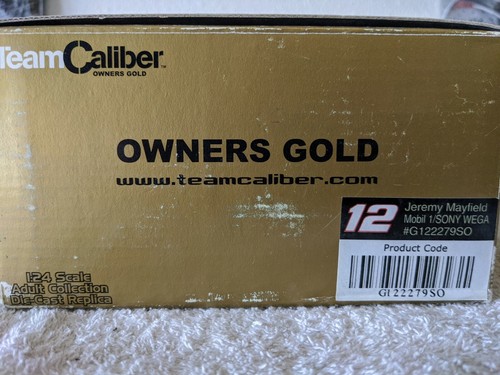 TeamCaliber™
OWNERS GOLD
OWNERS GOLD
www.teamcaliber.com
12
Jeremy Mayfield
Mobil 1/SONY WEGA
#G122279SO
Product Code
G122279SO
1:24 Scale
Adult Collection
Die-Cast Replica